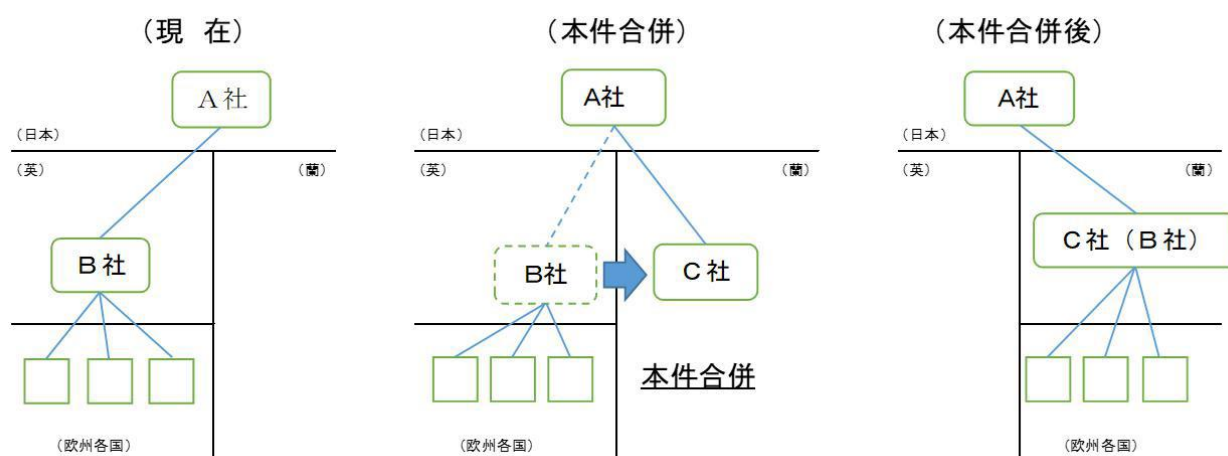 （現 在）
Ａ社
（日本）
（英）
（蘭）
Ｂ社
（欧州各国）
（本件合併）
A社
（日本）
（英）
（蘭）
B社
Ｃ社
本件合併
（欧州各国）
（本件合併後）
A社
（日本）
（英）
（蘭）
Ｃ社（Ｂ社）
（欧州各国）